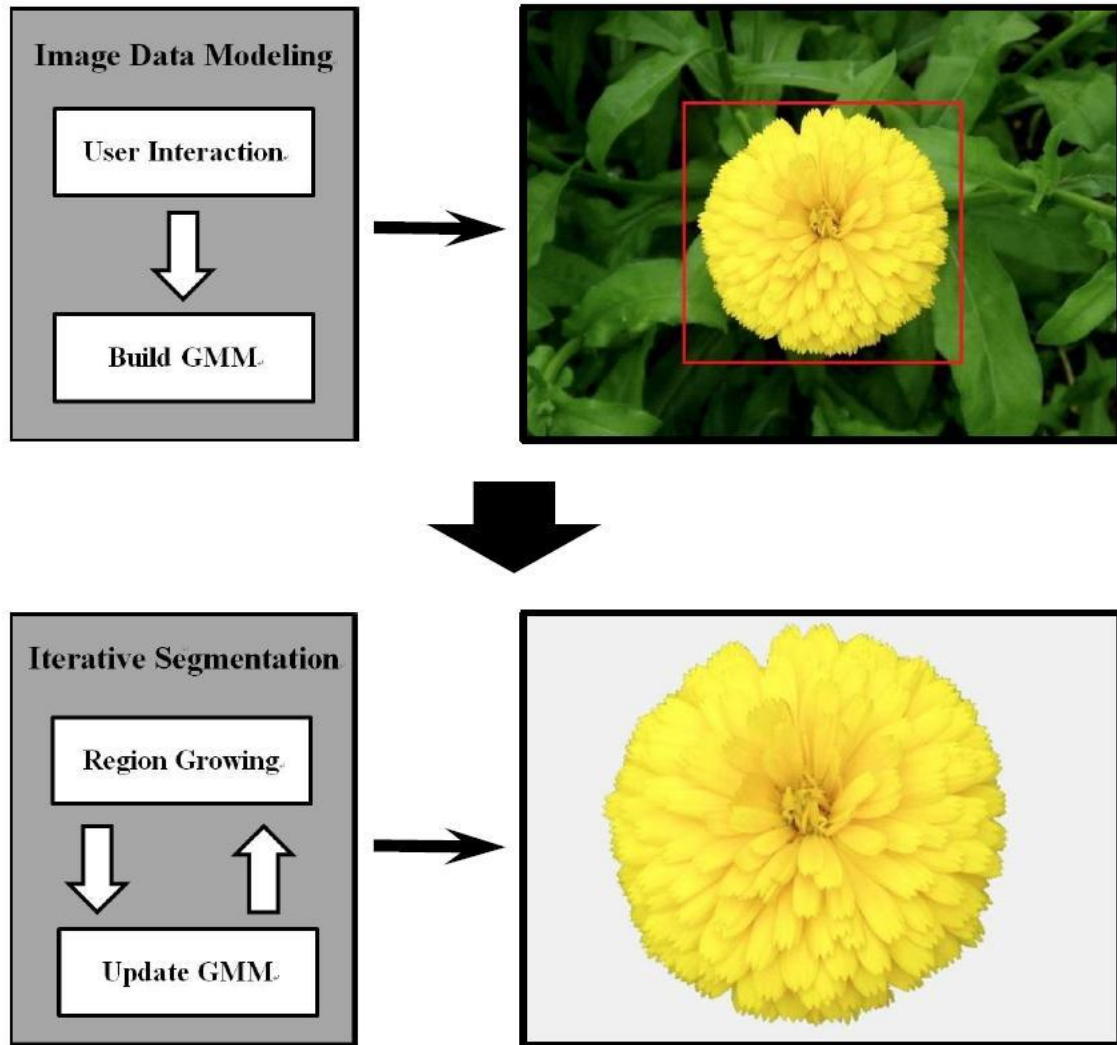 Image Data Modeling
User Interaction
Build GMM
Iterative Segmentation
Region Growing
Update GMM